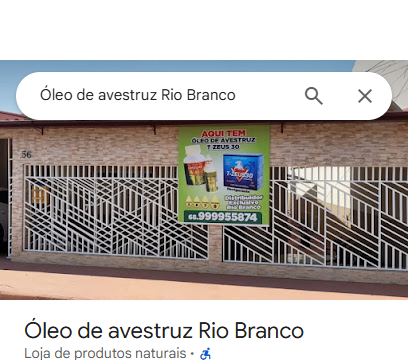 Óleo de avestruz Rio Branco
56
AQUI TEM
ÓLEO DE AVESTRUZ
T ZEUS 30
T-ZEUS30
Distribuidor
Exclusivo
Rio Branco
68.999955874
Óleo de avestruz Rio Branco
Loja de produtos naturais ·